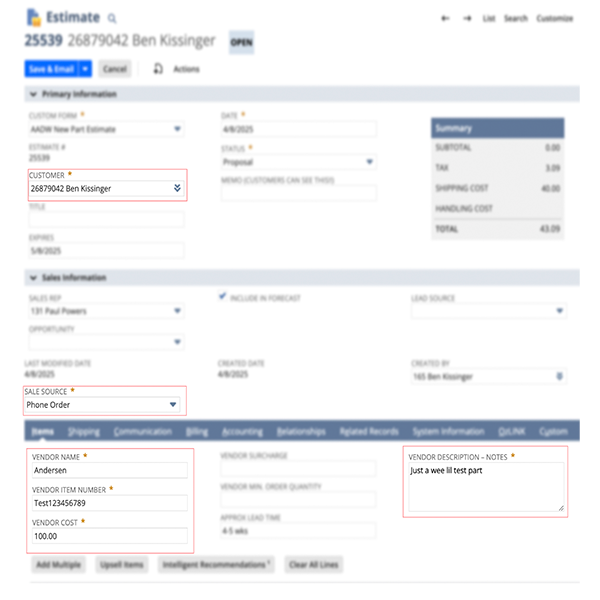 Estimate
25539 26879042 Ben Kissinger OPEN
← → List Search Customize
Save & Email Cancel Actions
Primary Information
CUSTOM FORM *
AADW New Part Estimate
ESTIMATE #
25539
CUSTOMER *
26879042 Ben Kissinger
TITLE
EXPIRES
5/8/2025
DATE *
4/8/2025
STATUS *
Proposal
MEMO (CUSTOMERS CAN SEE THIS!)
Summary
SUBTOTAL 0.00
TAX 3.09
SHIPPING COST 40.00
HANDLING COST
TOTAL 43.09
Sales Information
SALES REP
131 Paul Powers
OPPORTUNITY
LAST MODIFIED DATE
4/8/2025
SALE SOURCE *
Phone Order
INCLUDE IN FORECAST
CREATED DATE
4/8/2025
LEAD SOURCE
CREATED BY
165 Ben Kissinger
Items Shipping Communication Billing Accounting Relationships Related Records System Information OzLINK Custom
VENDOR NAME *
Andersen
VENDOR ITEM NUMBER *
Test123456789
VENDOR COST *
100.00
VENDOR SURCHARGE
VENDOR MIN. ORDER QUANTITY
APPROX LEAD TIME
4-5 wks
VENDOR DESCRIPTION – NOTES *
Just a wee lil test part
Add Multiple Upsell Items Intelligent Recommendations Clear All Lines